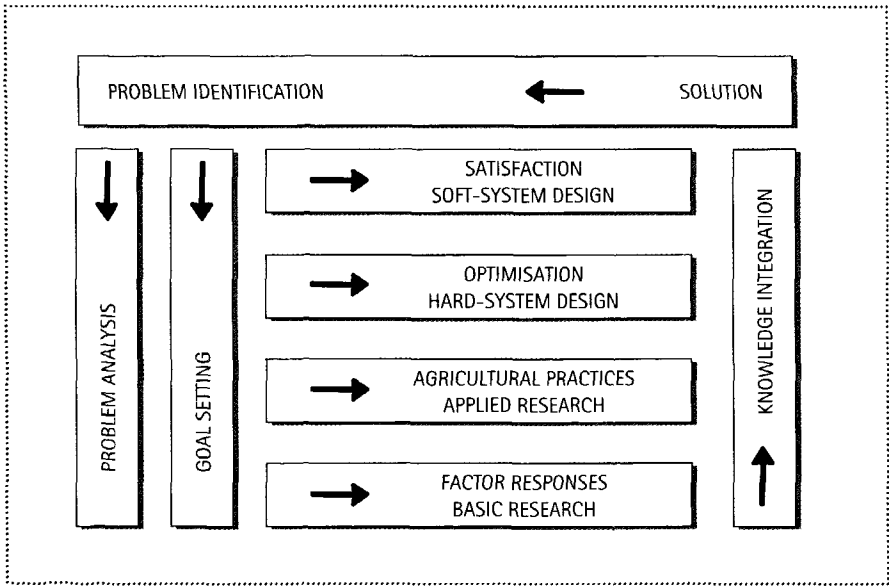 PROBLEM IDENTIFICATION SOLUTION
PROBLEM ANALYSIS
GOAL SETTING
SATISFACTION
SOFT-SYSTEM DESIGN
OPTIMISATION
HARD-SYSTEM DESIGN
AGRICULTURAL PRACTICES
APPLIED RESEARCH
FACTOR RESPONSES
BASIC RESEARCH
KNOWLEDGE INTEGRATION